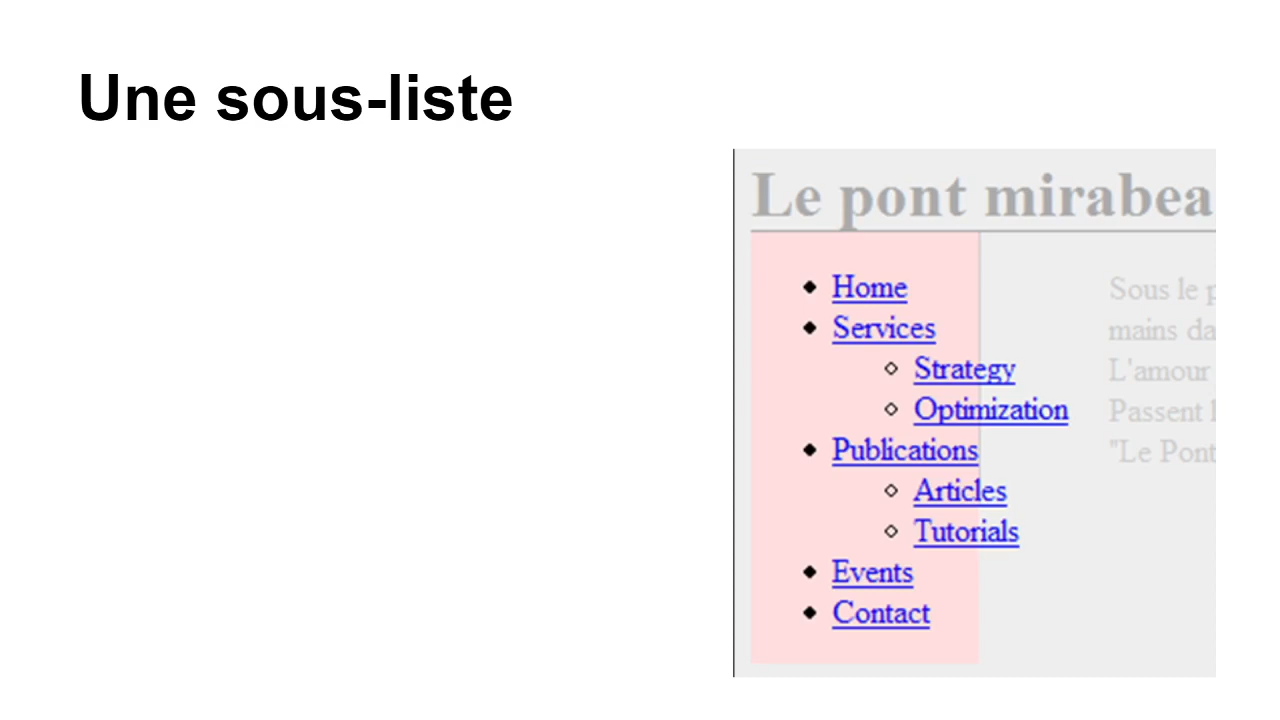 Une sous-liste
Le pont mirabea
Home
Services
Strategy
Optimization
Publications
Articles
Tutorials
Events
Contact
Sous le p
mains da
L'amour
Passent l
"Le Pont